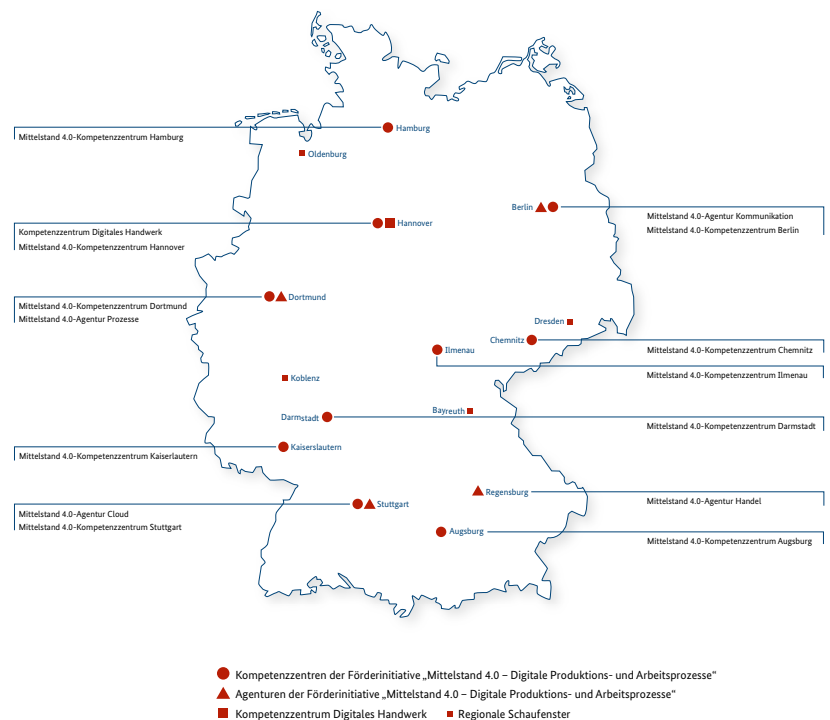 Hamburg
Mittelstand 4.0-Kompetenzzentrum Hamburg
Oldenburg
Berlin
Mittelstand 4.0-Agentur Kommunikation
Mittelstand 4.0-Kompetenzzentrum Berlin
Hannover
Kompetenzzentrum Digitales Handwerk
Mittelstand 4.0-Kompetenzzentrum Hannover
Dortmund
Mittelstand 4.0-Kompetenzzentrum Dortmund
Mittelstand 4.0-Agentur Prozesse
Dresden
Chemnitz
Mittelstand 4.0-Kompetenzzentrum Chemnitz
Ilmenau
Mittelstand 4.0-Kompetenzzentrum Ilmenau
Koblenz
Bayreuth
Darmstadt
Mittelstand 4.0-Kompetenzzentrum Darmstadt
Kaiserslautern
Mittelstand 4.0-Kompetenzzentrum Kaiserlautern
Regensburg
Mittelstand 4.0-Agentur Handel
Stuttgart
Mittelstand 4.0-Agentur Cloud
Mittelstand 4.0-Kompetenzzentrum Stuttgart
Augsburg
Mittelstand 4.0-Kompetenzzentrum Augsburg
Kompetenzzentren der Förderinitiative „Mittelstand 4.0 – Digitale Produktions- und Arbeitsprozesse“
Agenturen der Förderinitiative „Mittelstand 4.0 – Digitale Produktions- und Arbeitsprozesse“
Kompetenzzentrum Digitales Handwerk
Regionale Schaufenster